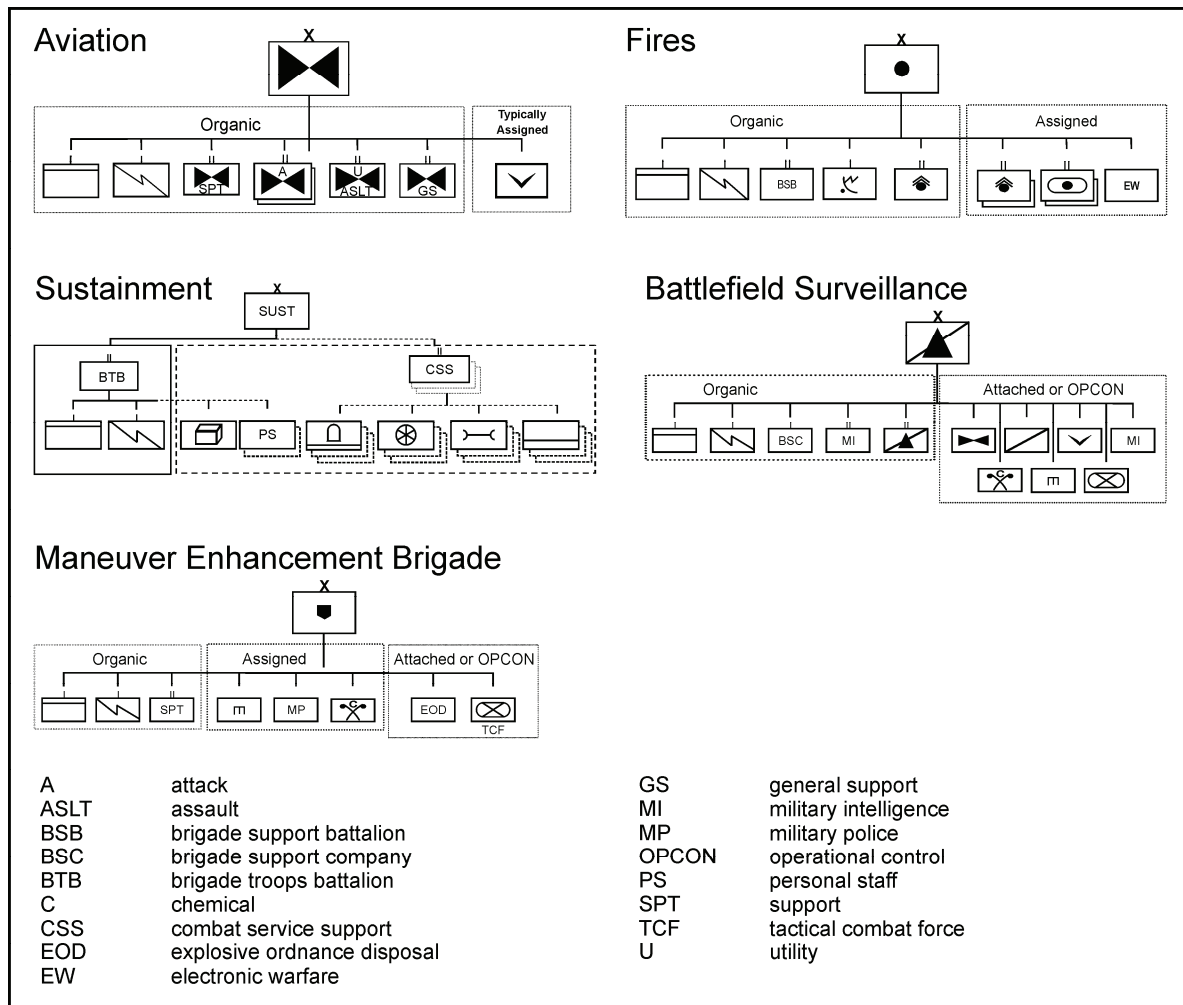 Aviation
X
Organic
Typically
Assigned
SPT
A
U
ASLT
GS
Fires
X
Organic
Assigned
BSB
EW
Sustainment
X
SUST
BTB
CSS
PS
Battlefield Surveillance
X
Organic
Attached or OPCON
BSC
MI
MI
C
E
Maneuver Enhancement Brigade
X
Organic
Assigned
Attached or OPCON
SPT
E
MP
C
EOD
TCF
A attack
ASLT assault
BSB brigade support battalion
BSC brigade support company
BTB brigade troops battalion
C chemical
CSS combat service support
EOD explosive ordnance disposal
EW electronic warfare
GS general support
MI military intelligence
MP military police
OPCON operational control
PS personal staff
SPT support
TCF tactical combat force
U utility